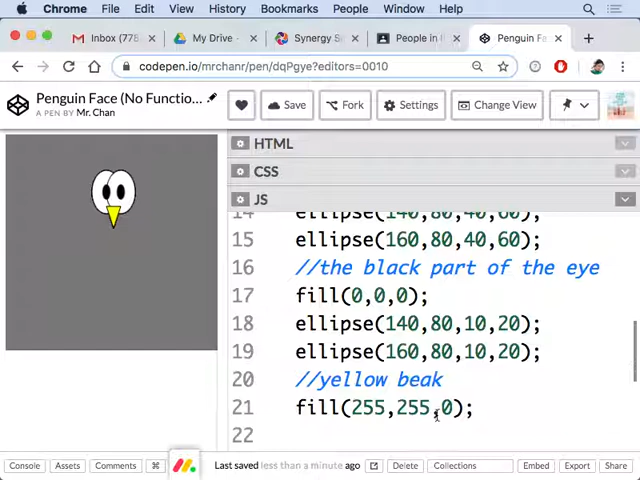 Chrome File Edit View History Bookmarks People Window Help
Inbox (778 My Drive - Synergy S People in Penguin Fa
codepen.io/mrchanr/pen/dqPgye?editors=0010
Penguin Face (No Functio...
A PEN BY Mr. Chan
Save Fork Settings Change View
HTML
CSS
JS
14 ellipse(140,80,40,60);
15 ellipse(160,80,40,60);
16 //the black part of the eye
17 fill(0,0,0);
18 ellipse(140,80,10,20);
19 ellipse(160,80,10,20);
20 //yellow beak
21 fill(255,255,0);
22
Console Assets Comments ⌘ Last saved less than a minute ago Delete Collections Embed Export Share